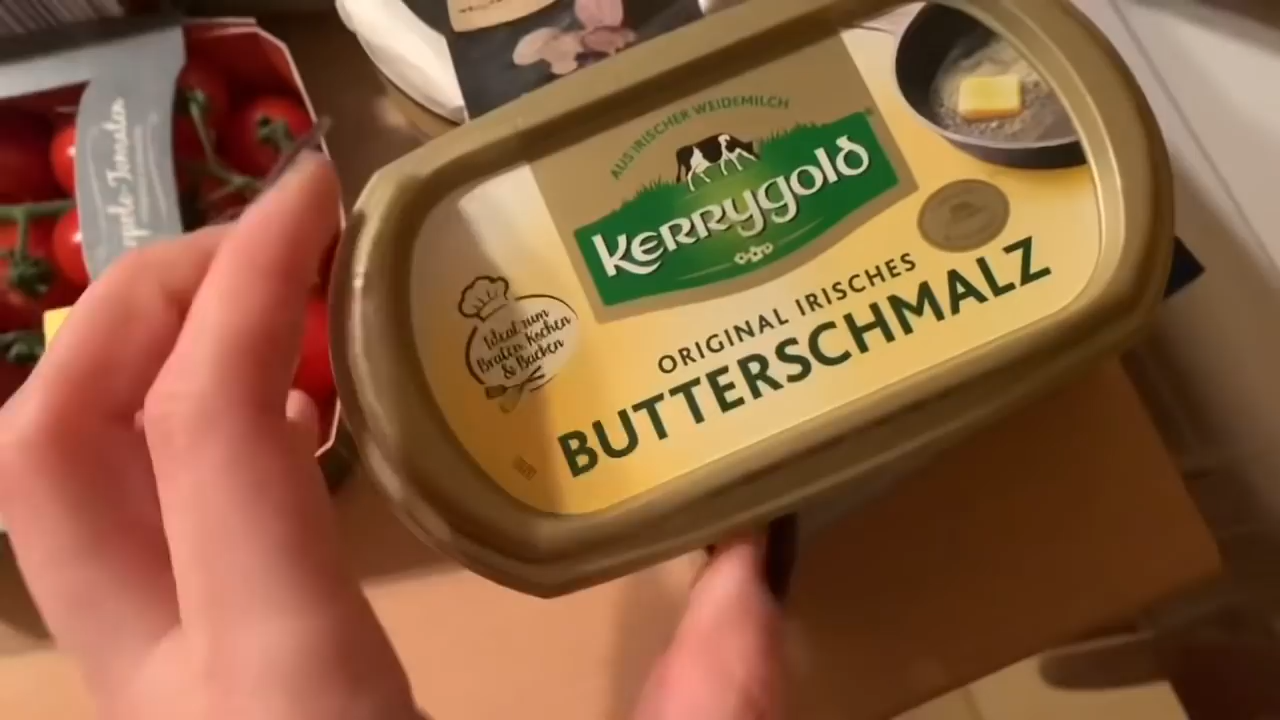 AUS IRISCHER WEIDEMILCH
Kerrygold
Ideal zum
Braten, Kochen
& Backen
ORIGINAL IRISCHES
BUTTERSCHMALZ